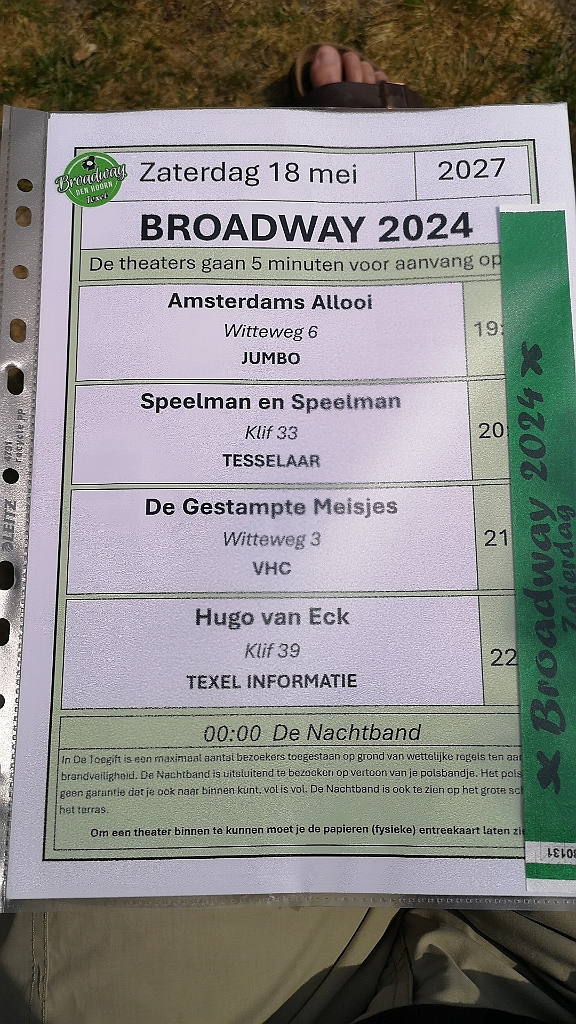 Broadway
DEN HOORN
Texel
Zaterdag 18 mei
2027
BROADWAY 2024
De theaters gaan 5 minuten voor aanvang op
Amsterdams Allooi
Witteweg 6
JUMBO
19:
Speelman en Speelman
Klif 33
TESSELAAR
20
De Gestampte Meisjes
Witteweg 3
VHC
21
Hugo van Eck
Klif 39
TEXEL INFORMATIE
22
00:00 De Nachtband
In De Toegift is een maximaal aantal bezoekers toegestaan op grond van wettelijke regels ten aan
brandveiligheid. De Nachtband is uitsluitend te bezoeken op vertoon van je polsbandje. Het pols
geen garantie dat je ook naar binnen kunt, vol is vol. De Nachtband is ook te zien op het grote sc
het terras.
Om een theater binnen te kunnen moet je de papieren (fysieke) entreekaart laten zie
X Broadway 2024 X
Zaterdag
LEITZ